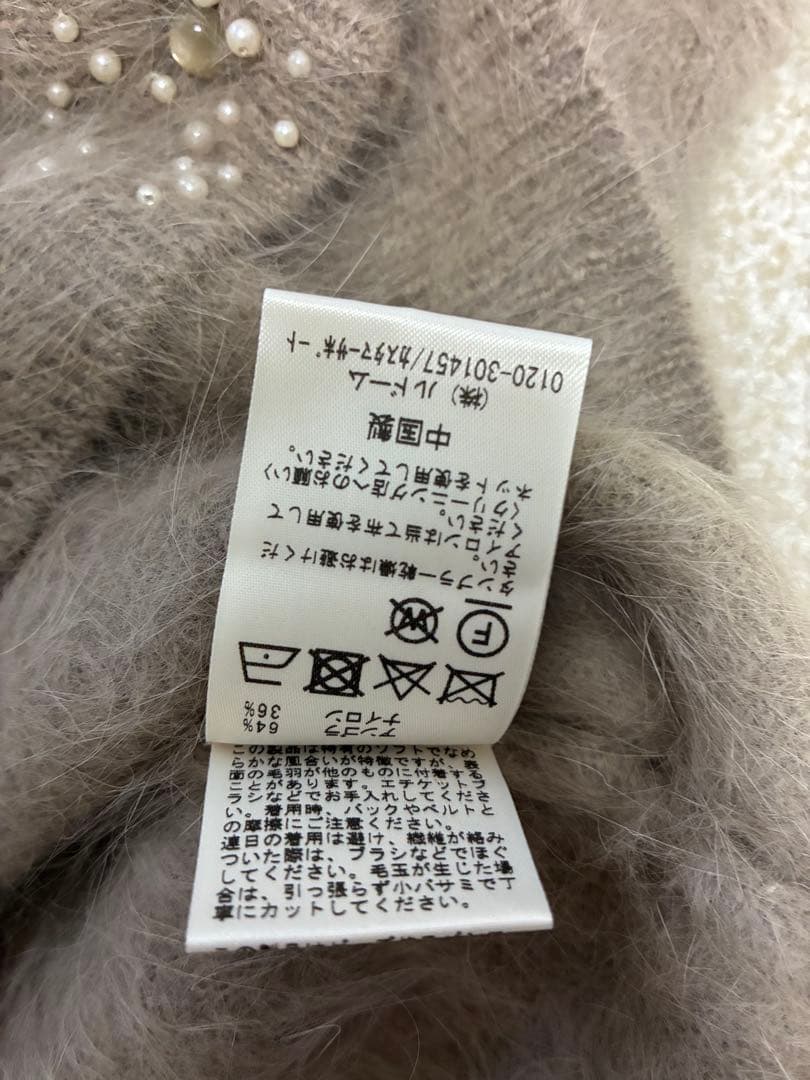 アンゴラ 64%
ナイロン 36%
F W
タンブラー乾燥はお避けくだ
さい。
アイロンは当て布を使用して
ください。
〈クリーニング店へのお願い〉
ネットを使用してください。
中国製
(株) ルドーム
0120-301457/カスタマーサポート
この製品は特有のソフトでなめ
らかな風合いが特徴ですが、表
面の毛羽が他のものに付着する
ことがあります。エチケットブ
ラシなどでお手入れしてくださ
い。着用時、バックやベルトと
の摩擦にご注意ください。
連日の着用は避け、繊維が絡み
ついた際は、ブラシなどでほぐ
してください。毛玉が生じた場
合は、引っ張らず小バサミで丁
寧にカットしてください。